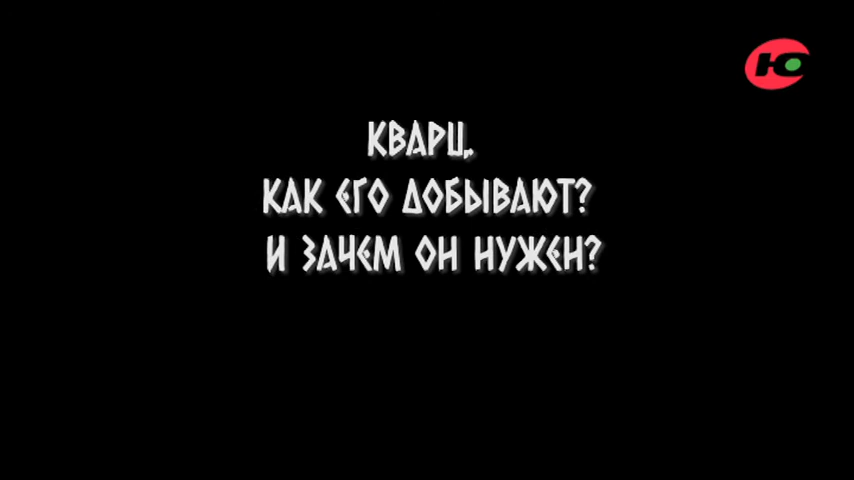 Ю
КВАРЦ.
КАК ЕГО ДОБЫВАЮТ?
И ЗАЧЕМ ОН НУЖЕН?